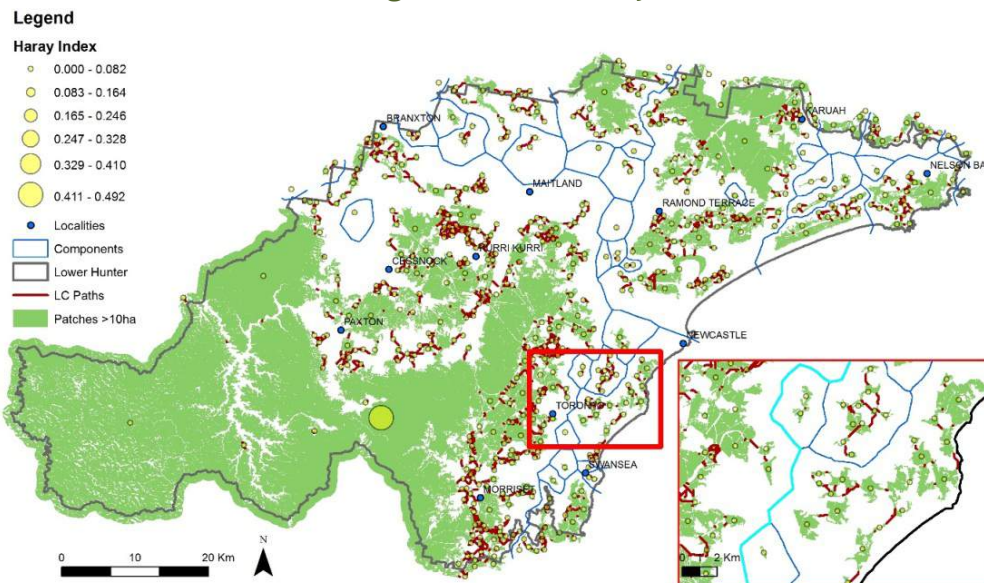 Legend
Haray Index
0.000 - 0.082
0.083 - 0.164
0.165 - 0.246
0.247 - 0.328
0.329 - 0.410
0.411 - 0.492
Localities
Components
Lower Hunter
LC Paths
Patches >10ha
BRANXTON
KARUAH
NELSON BA
MAITLAND
RAMOND TERRACE
KURRI KURRI
CESSNOCK
PAXTON
NEWCASTLE
TORONTO
SWANSEA
MORRISET
0 10 20 Km
N
0 2 Km